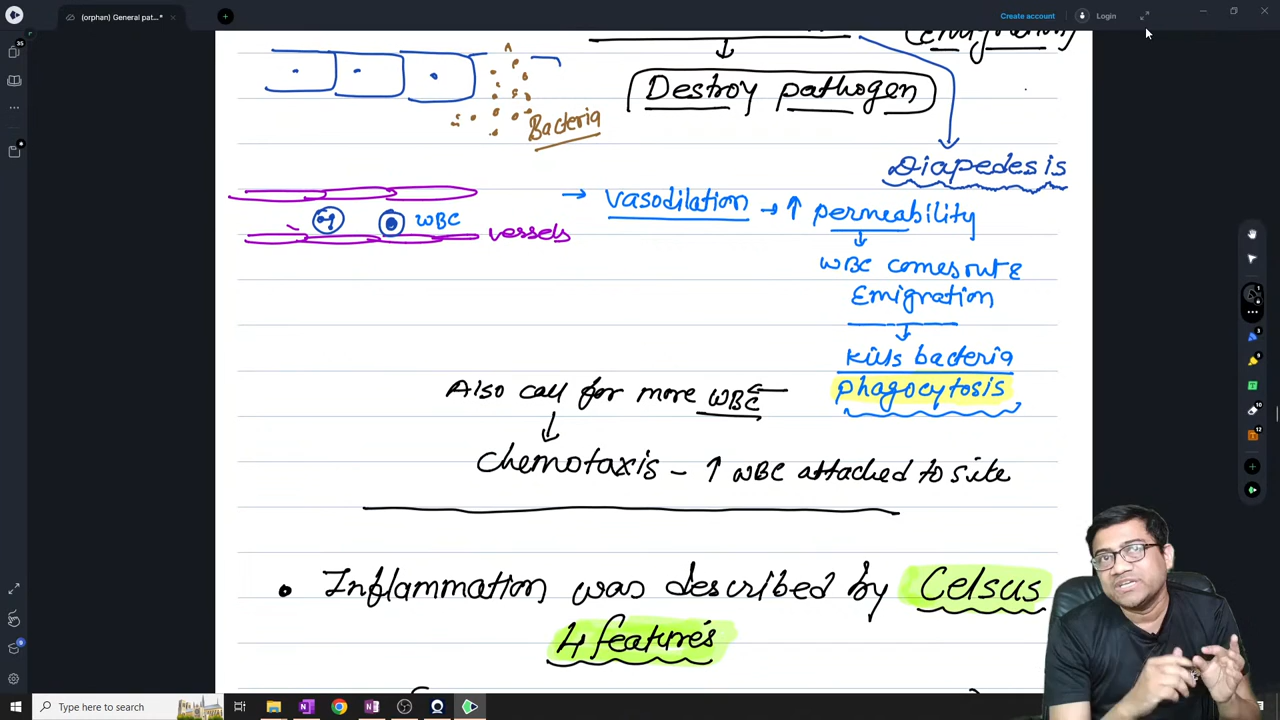 (orphan) General pat...*
Create account
Login
35
(emigration)
Destroy pathogen
Bacteria
Diapedesis
→ vasodilation → ↑ permeability
WBC
vessels
WBC comes out &
Emigration
Kills bacteria
phagocytosis
Also call for more WBC
Chemotaxis - ↑ WBC attached to site
• Inflammation was described by Celsus
4 features
Type here to search